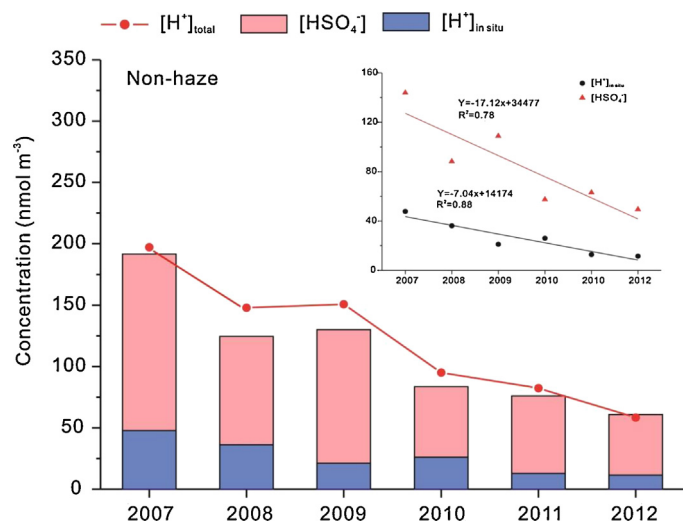 [H⁺]total [HSO₄⁻] [H⁺]in situ
350
300
250
200
150
100
50
0
Concentration (nmol m⁻³)
Non-haze
2007 2008 2009 2010 2011 2012
160
120
80
40
0
[H⁺]in situ
[HSO₄⁻]
Y=-17.12x+34477
R²=0.78
Y=-7.04x+14174
R²=0.88
2007 2008 2009 2010 2010 2012